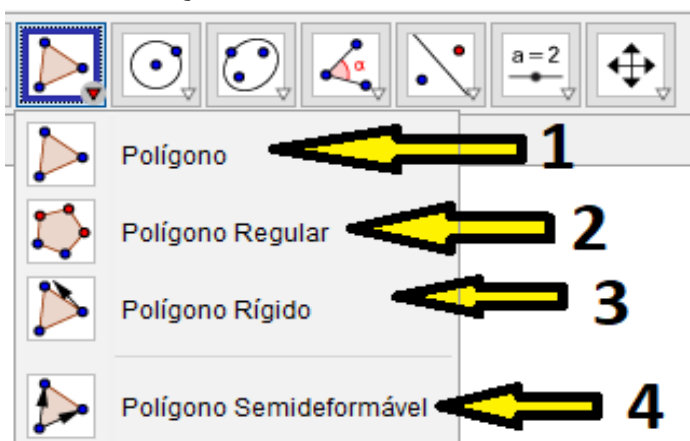 α
a = 2
Polígono 1
Polígono Regular 2
Polígono Rígido 3
Polígono Semideformável 4